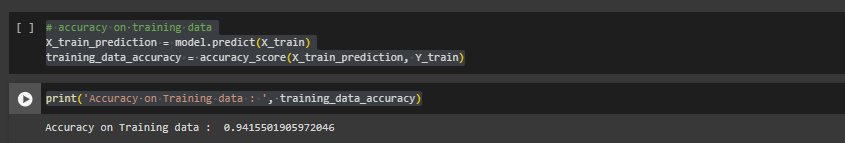 [ ] # accuracy on training data
X_train_prediction = model.predict(X_train)
training_data_accuracy = accuracy_score(X_train_prediction, Y_train)
print('Accuracy on Training data : ', training_data_accuracy)
Accuracy on Training data :  0.9415501905972046